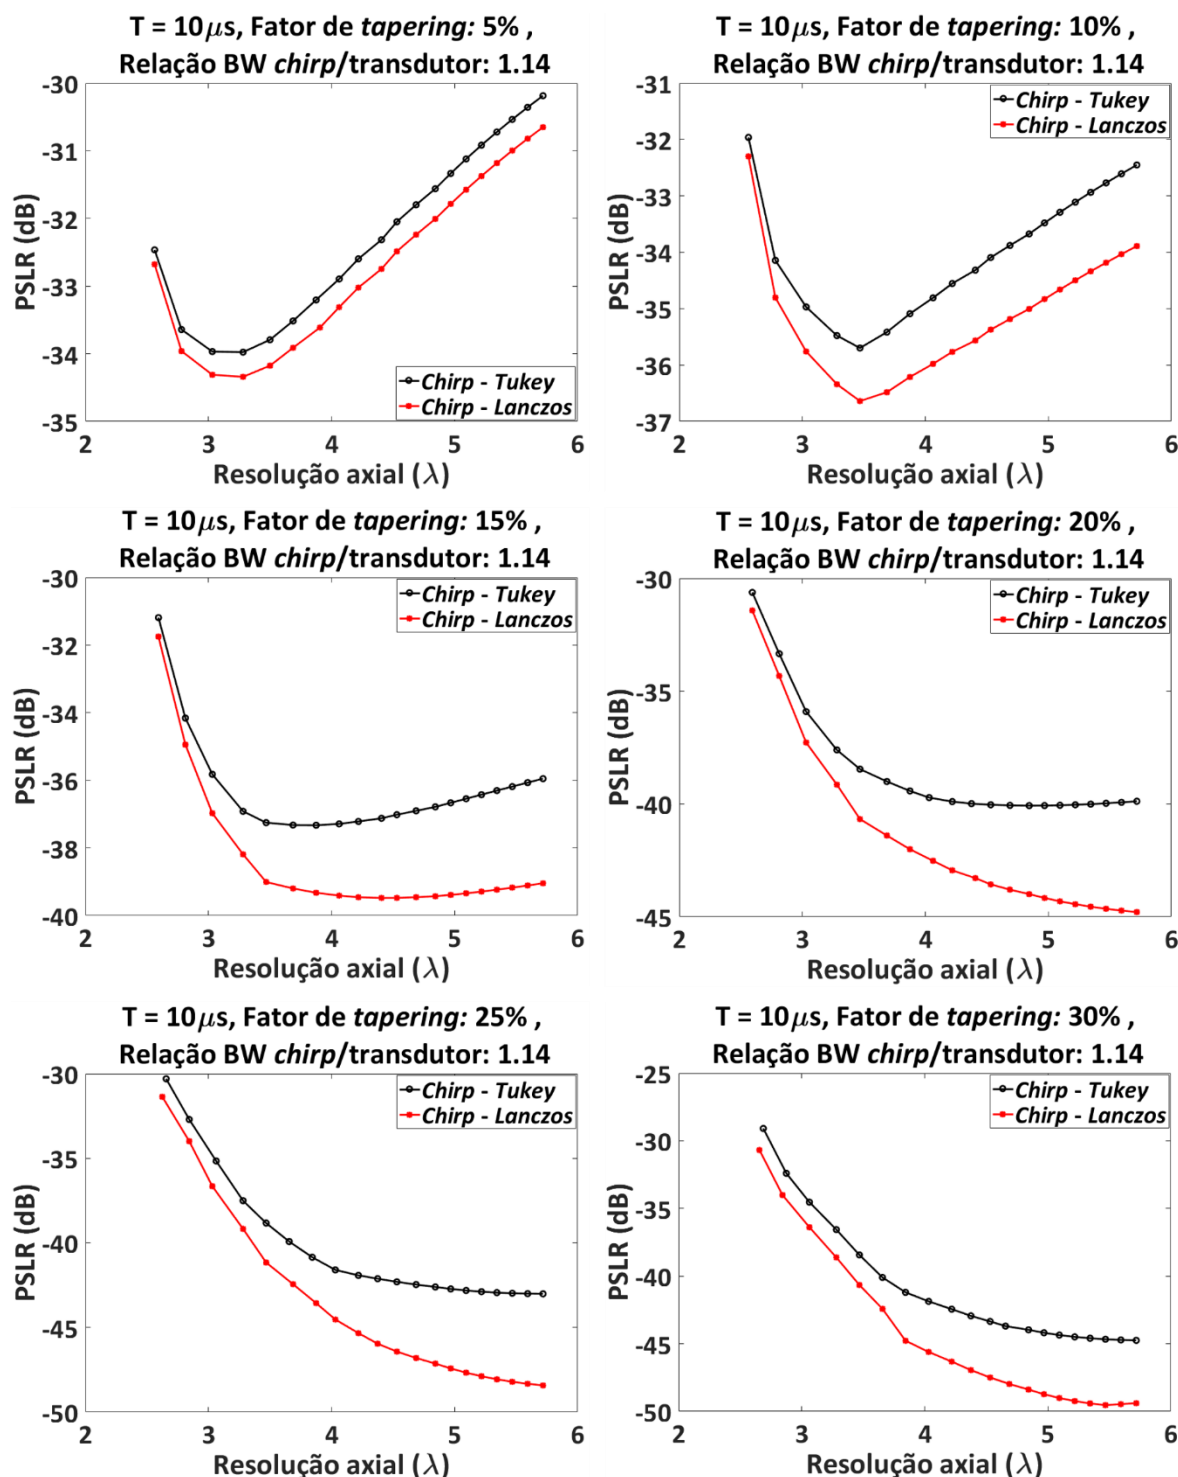 T = 10μs, Fator de tapering: 5% ,
Relação BW chirp/transdutor: 1.14
-30
-31
-32
-33
-34
-35
PSLR (dB)
Chirp - Tukey
Chirp - Lanczos
2 3 4 5 6
Resolução axial (λ)
T = 10μs, Fator de tapering: 10% ,
Relação BW chirp/transdutor: 1.14
-31
-32
-33
-34
-35
-36
-37
PSLR (dB)
Chirp - Tukey
Chirp - Lanczos
2 3 4 5 6
Resolução axial (λ)
T = 10μs, Fator de tapering: 15% ,
Relação BW chirp/transdutor: 1.14
-30
-32
-34
-36
-38
-40
PSLR (dB)
Chirp - Tukey
Chirp - Lanczos
2 3 4 5 6
Resolução axial (λ)
T = 10μs, Fator de tapering: 20% ,
Relação BW chirp/transdutor: 1.14
-30
-35
-40
-45
PSLR (dB)
Chirp - Tukey
Chirp - Lanczos
2 3 4 5 6
Resolução axial (λ)
T = 10μs, Fator de tapering: 25% ,
Relação BW chirp/transdutor: 1.14
-30
-35
-40
-45
-50
PSLR (dB)
Chirp - Tukey
Chirp - Lanczos
2 3 4 5 6
Resolução axial (λ)
T = 10μs, Fator de tapering: 30% ,
Relação BW chirp/transdutor: 1.14
-25
-30
-35
-40
-45
-50
PSLR (dB)
Chirp - Tukey
Chirp - Lanczos
2 3 4 5 6
Resolução axial (λ)